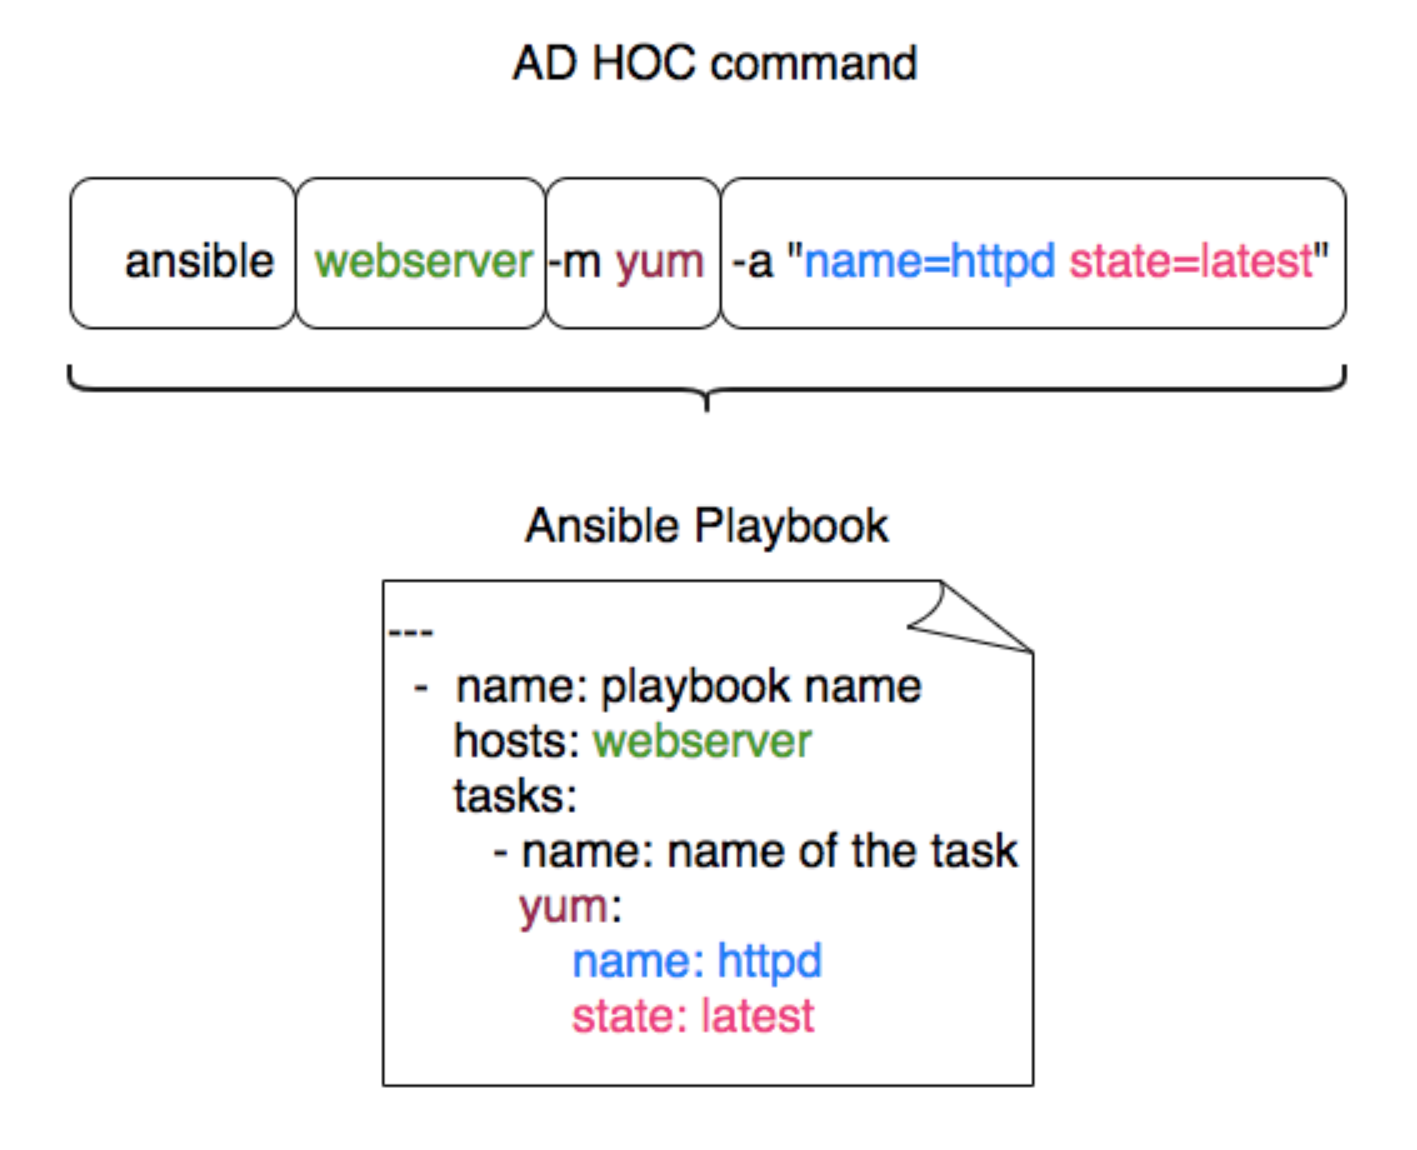 AD HOC command
ansible webserver -m yum -a "name=httpd state=latest"
Ansible Playbook
---
- name: playbook name
hosts: webserver
tasks:
- name: name of the task
yum:
name: httpd
state: latest